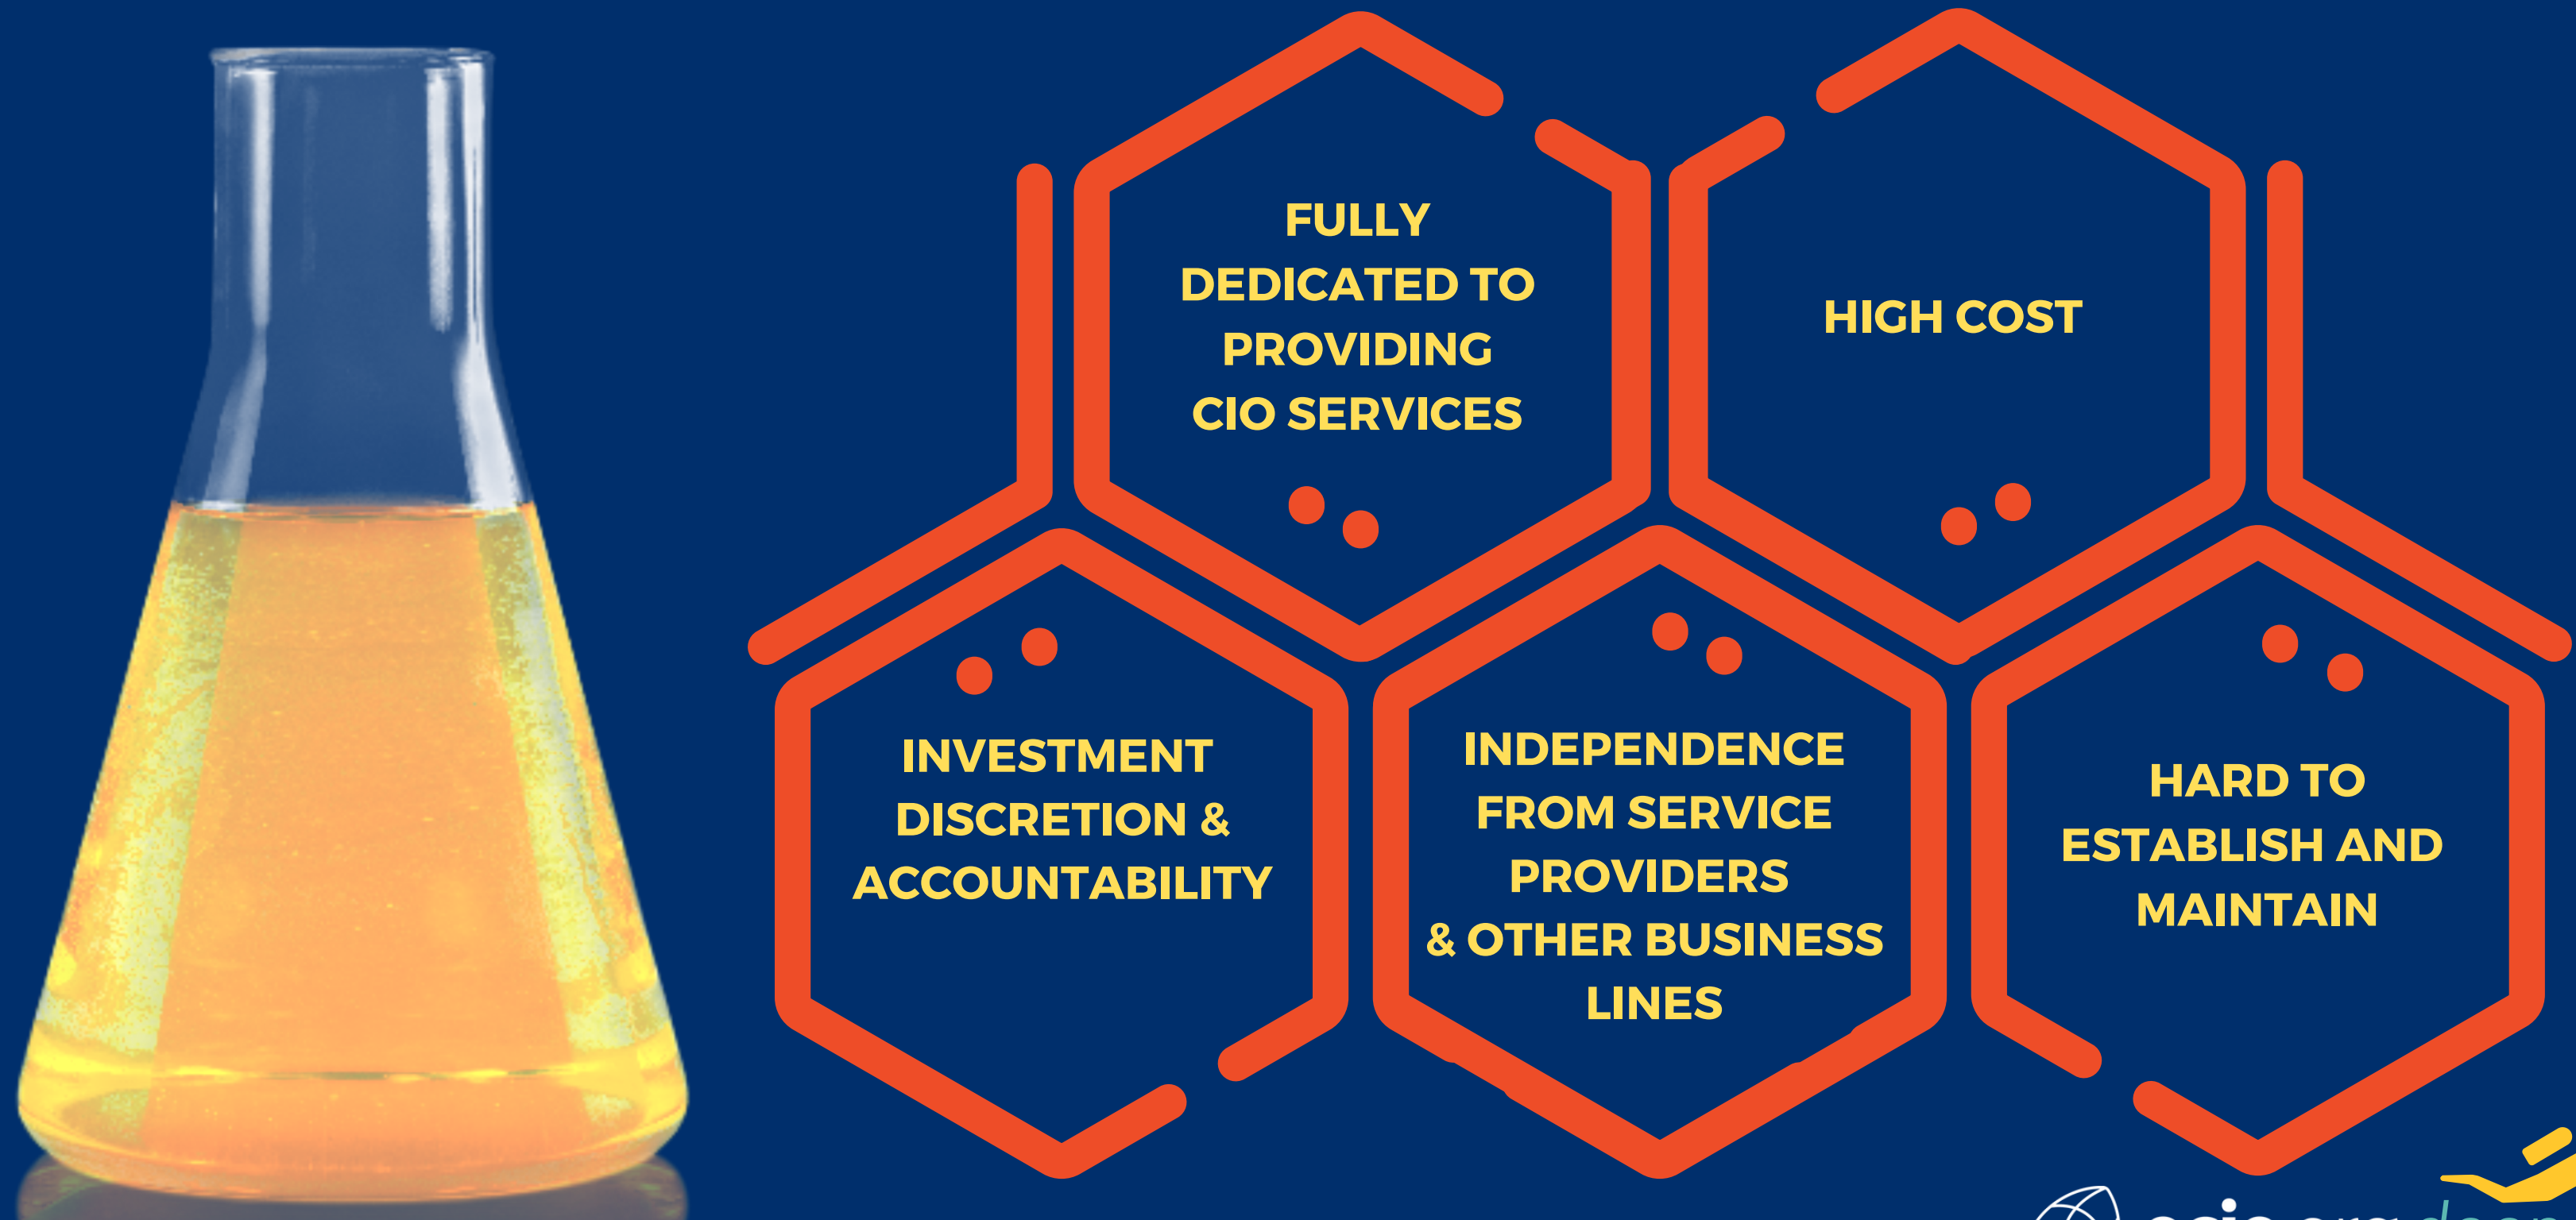 FULLY
DEDICATED TO
PROVIDING
CIO SERVICES
HIGH COST
INVESTMENT
DISCRETION &
ACCOUNTABILITY
INDEPENDENCE
FROM SERVICE
PROVIDERS
& OTHER BUSINESS
LINES
HARD TO
ESTABLISH AND
MAINTAIN